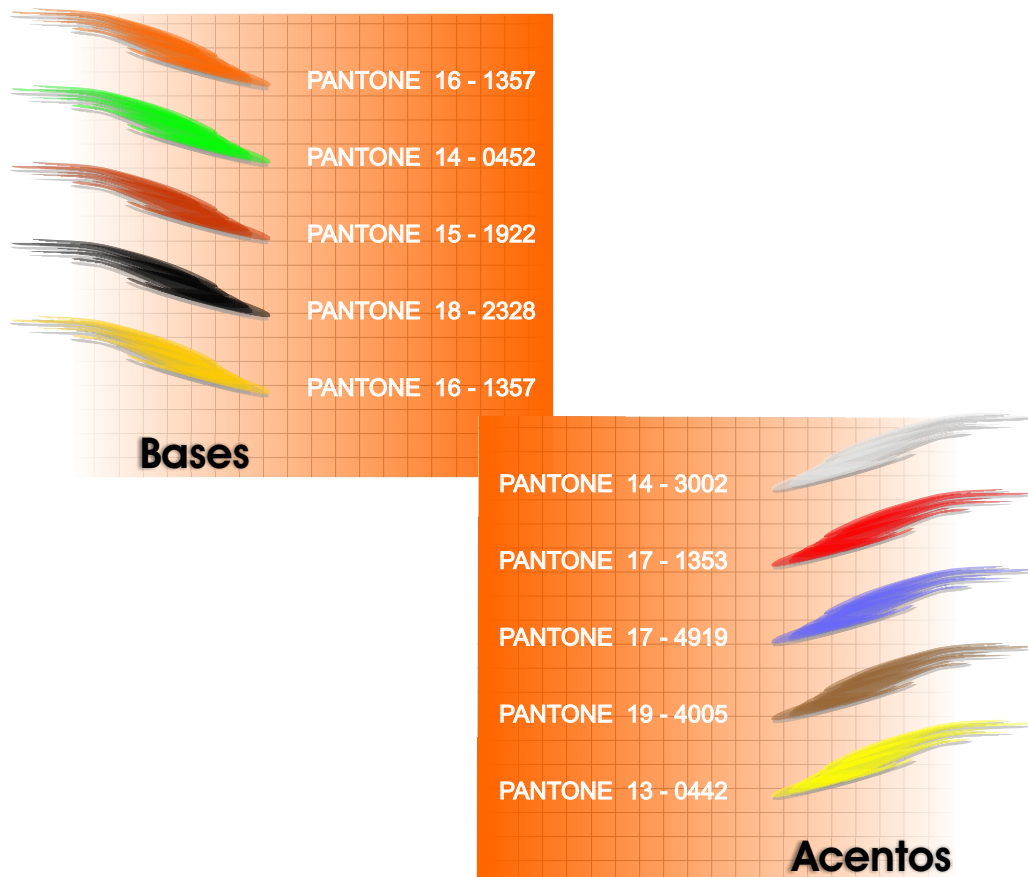 PANTONE 16 - 1357
PANTONE 14 - 0452
PANTONE 15 - 1922
PANTONE 18 - 2328
PANTONE 16 - 1357
Bases
PANTONE 14 - 3002
PANTONE 17 - 1353
PANTONE 17 - 4919
PANTONE 19 - 4005
PANTONE 13 - 0442
Acentos